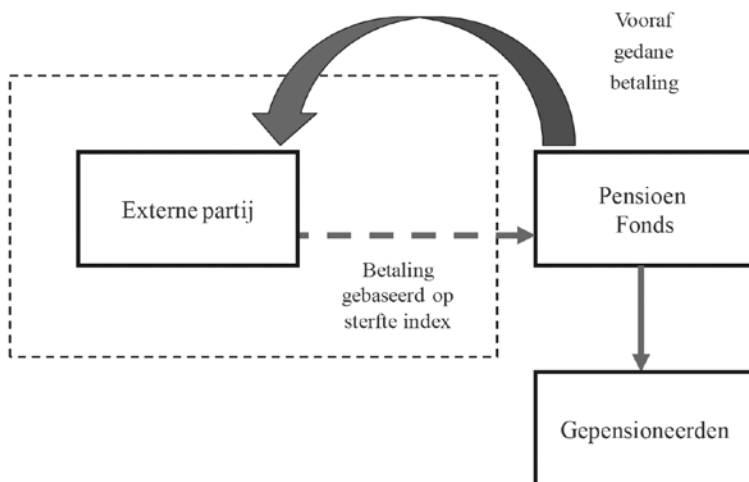 Vooraf
gedane
betaling
Externe partij
Pensioen
Fonds
Betaling
gebaseerd op
sterfte index
Gepensioneerden